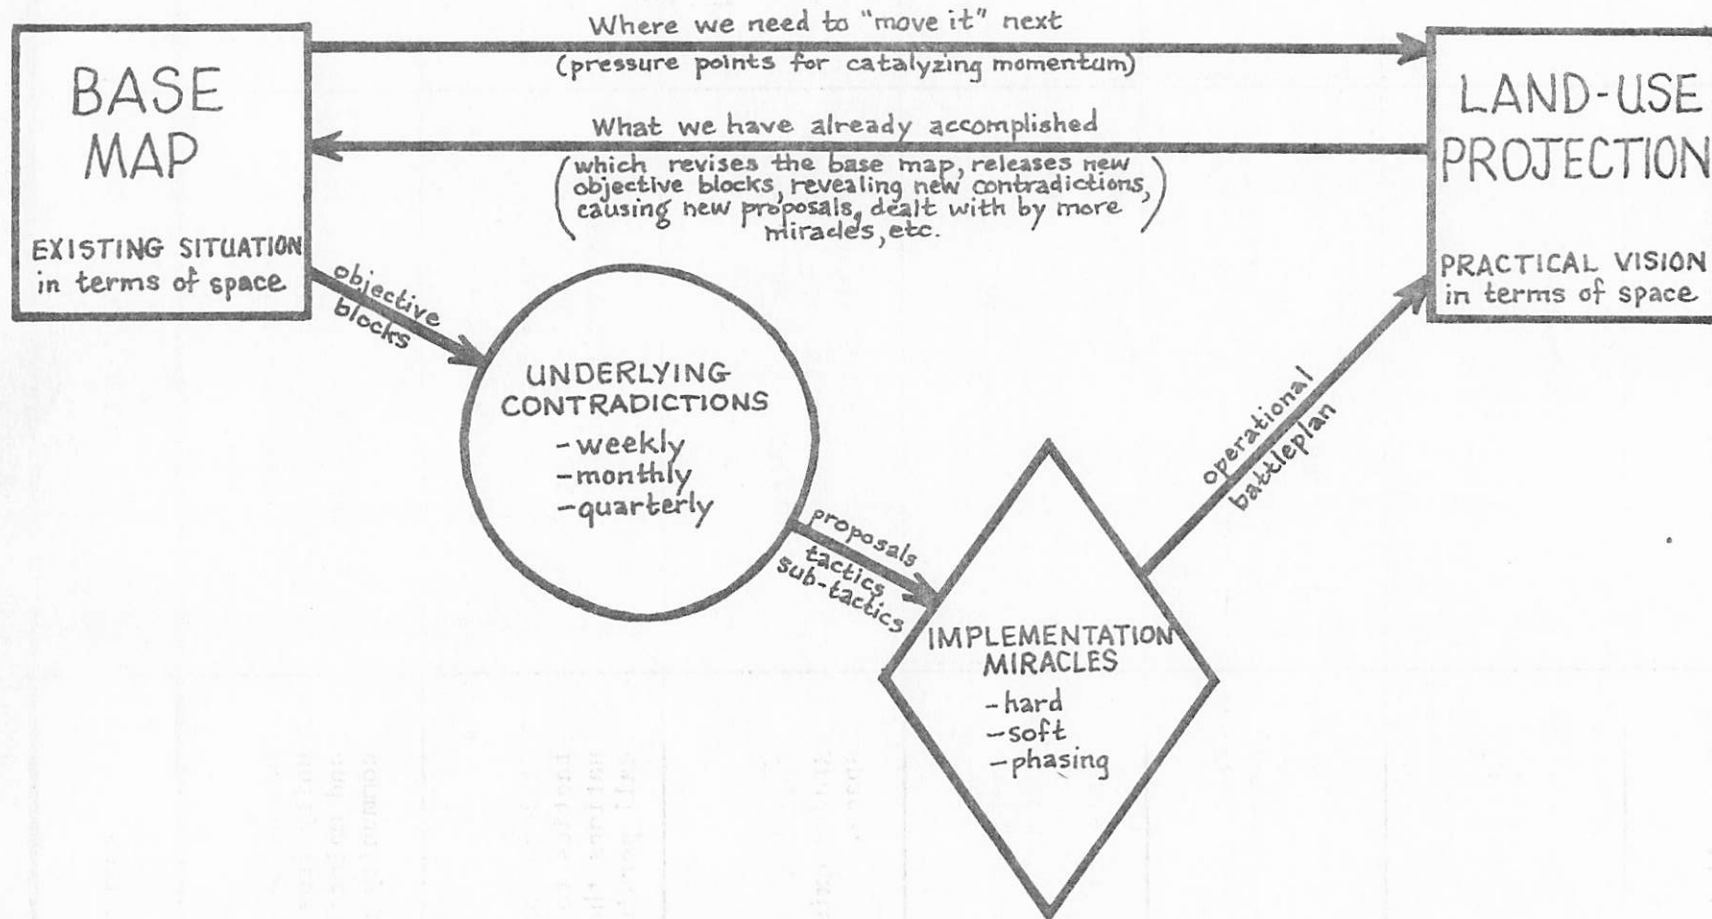 Where we need to "move it" next
(pressure points for catalyzing momentum)
BASE
MAP
EXISTING SITUATION
in terms of space
What we have already accomplished
(which revises the base map, releases new
objective blocks, revealing new contradictions,
causing new proposals, dealt with by more
miracles, etc.)
LAND-USE
PROJECTION
PRACTICAL VISION
in terms of space
objective
blocks
UNDERLYING
CONTRADICTIONS
-weekly
-monthly
-quarterly
proposals
tactics
sub-tactics
IMPLEMENTATION
MIRACLES
-hard
-soft
-phasing
operational
battleplan